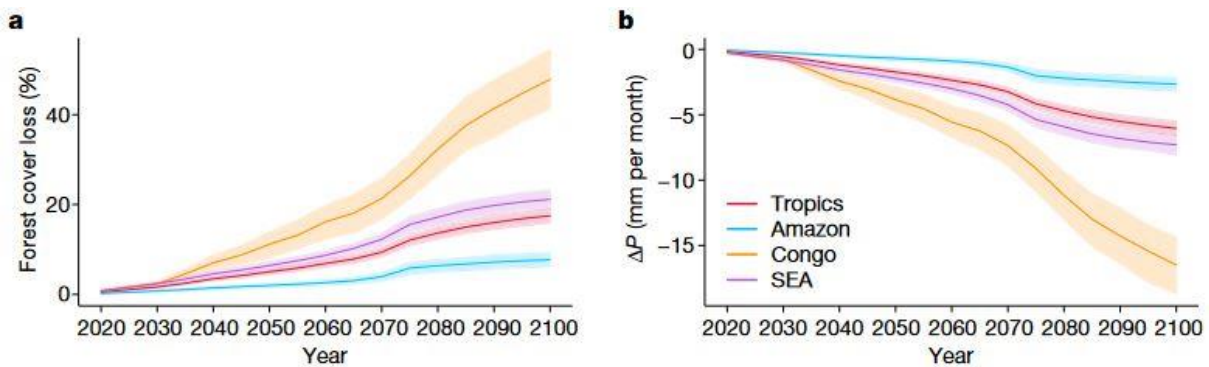 a
Forest cover loss (%)
40
20
0
2020 2030 2040 2050 2060 2070 2080 2090 2100
Year
b
ΔP (mm per month)
0
−5
−10
−15
Tropics
Amazon
Congo
SEA
2020 2030 2040 2050 2060 2070 2080 2090 2100
Year